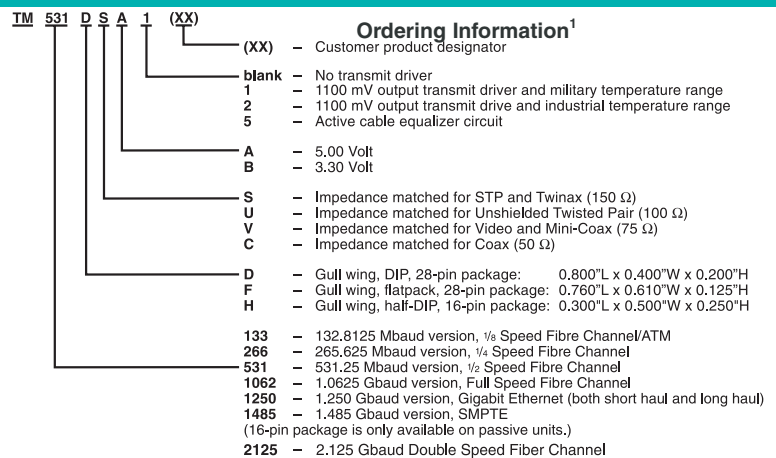 TM 531 D S A 1 (XX)
Ordering Information1
(XX) – Customer product designator
blank – No transmit driver
1 – 1100 mV output transmit driver and military temperature range
2 – 1100 mV output transmit drive and industrial temperature range
5 – Active cable equalizer circuit
A – 5.00 Volt
B – 3.30 Volt
S – Impedance matched for STP and Twinax (150 Ω)
U – Impedance matched for Unshielded Twisted Pair (100 Ω)
V – Impedance matched for Video and Mini-Coax (75 Ω)
C – Impedance matched for Coax (50 Ω)
D – Gull wing, DIP, 28-pin package: 0.800"L x 0.400"W x 0.200"H
F – Gull wing, flatpack, 28-pin package: 0.760"L x 0.610"W x 0.125"H
H – Gull wing, half-DIP, 16-pin package: 0.300"L x 0.500"W x 0.250"H
133 – 132.8125 Mbaud version, 1/8 Speed Fibre Channel/ATM
266 – 265.625 Mbaud version, 1/4 Speed Fibre Channel
531 – 531.25 Mbaud version, 1/2 Speed Fibre Channel
1062 – 1.0625 Gbaud version, Full Speed Fibre Channel
1250 – 1.250 Gbaud version, Gigabit Ethernet (both short haul and long haul)
1485 – 1.485 Gbaud version, SMPTE
(16-pin package is only available on passive units.)
2125 – 2.125 Gbaud Double Speed Fiber Channel